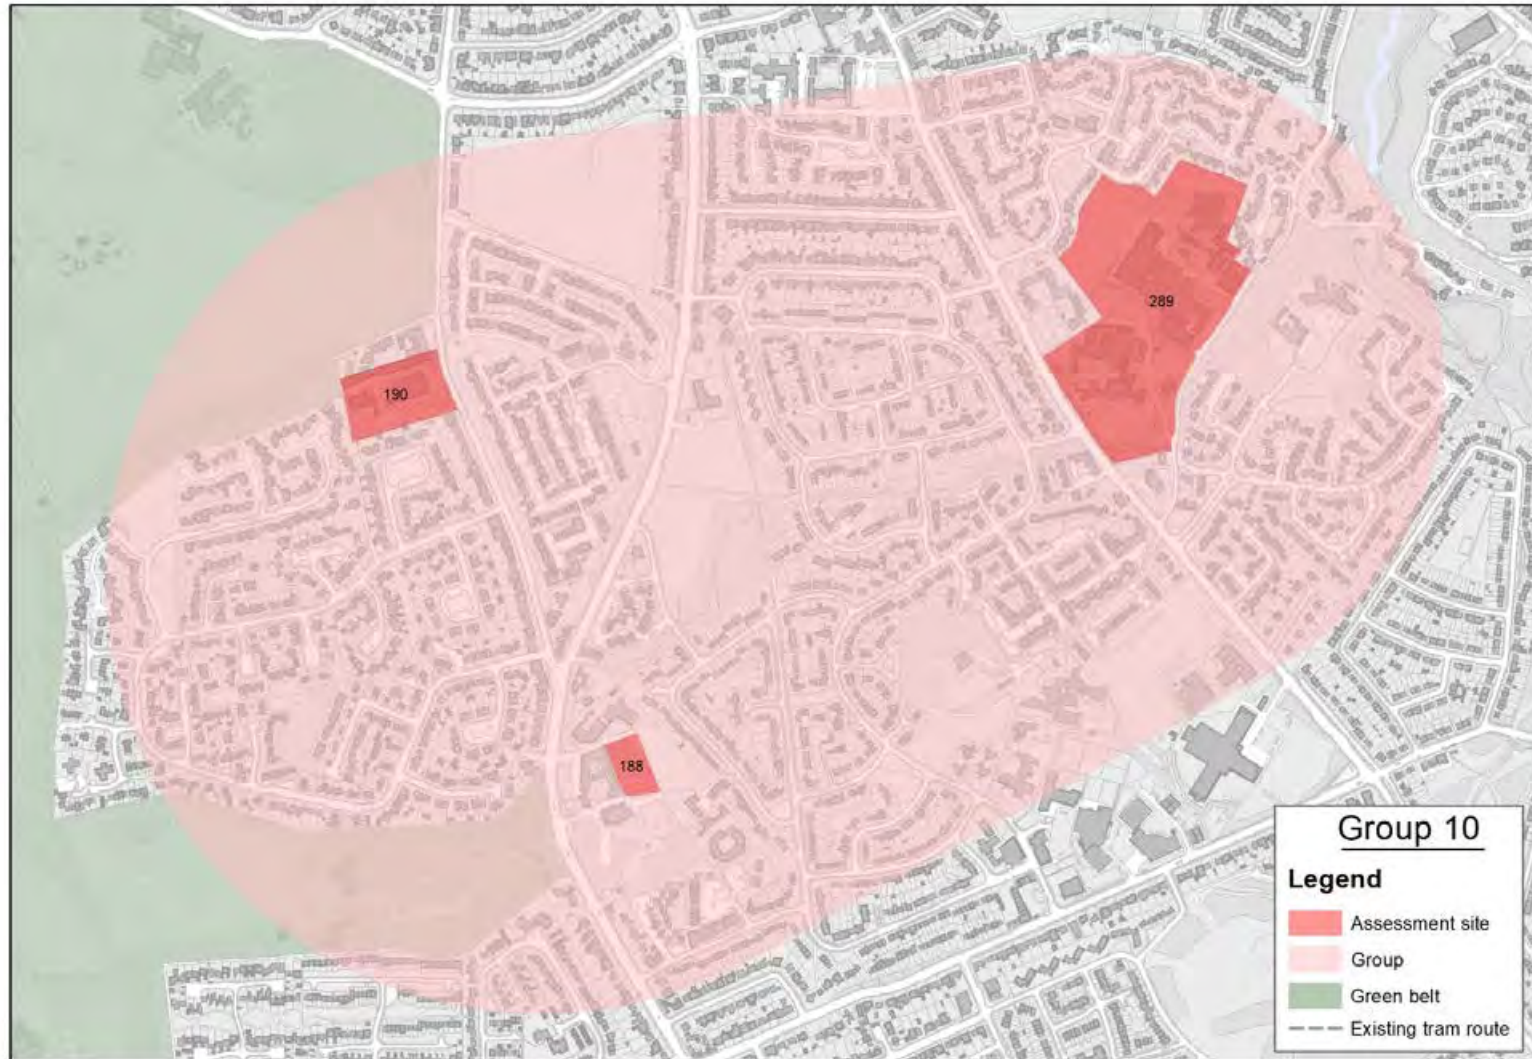 289
190
188
Group 10
Legend
Assessment site
Group
Green belt
Existing tram route